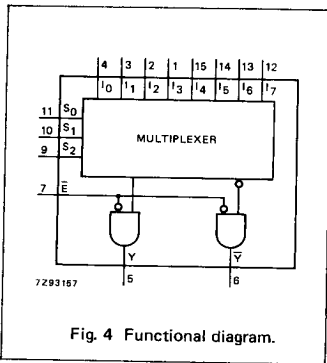 4 3 2 1 15 14 13 12
I0 I1 I2 I3 I4 I5 I6 I7
11 S0
10 S1
9 S2
MULTIPLEXER
7 E̅
Y Y̅
7Z93157 5 6
Fig. 4 Functional diagram.